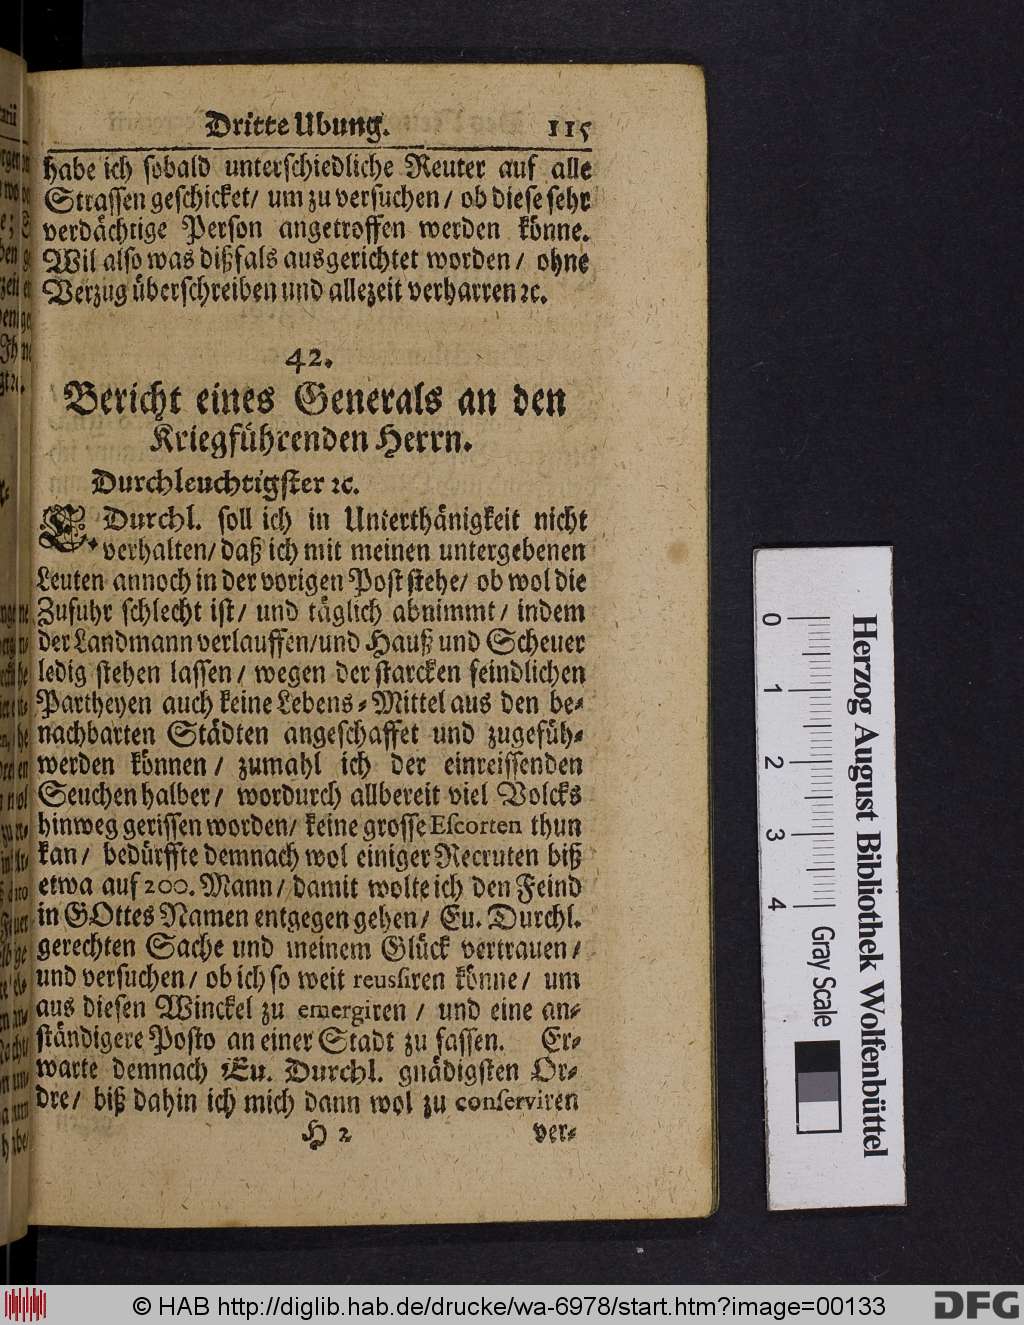 Dritte Ubung. 115
habe ich sobald unterschiedliche Reuter auf alle
Strassen geschicket/ um zu versuchen/ ob diese sehr
verdächtige Person angetroffen werden könne.
Wil also was dißfals ausgerichtet worden/ ohne
Verzug überschreiben und allezeit verharren ꝛc.
42.
Bericht eines Generals an den
Kriegführenden Herrn.
Durchleuchtigster ꝛc.
E. Durchl. soll ich in Unterthänigkeit nicht
verhalten/ daß ich mit meinen untergebenen
Leuten annoch in der vorigen Post stehe/ ob wol die
Zufuhr schlecht ist/ und täglich abnimmt/ indem
der Landmann verlauffen/und Hauß und Scheuer
ledig stehen lassen/ wegen der starcken feindlichen
Partheyen auch keine Lebens-Mittel aus den be-
nachbarten Städten angeschaffet und zugefüh-
werden können/ zumahl ich der einreissenden
Seuchen halber/ wordurch allbereit viel Volcks
hinweg gerissen worden/ keine grosse Escorten thun
kan/ bedürffte demnach wol einiger Recruten biß
etwa auf 200. Mann/ damit wolte ich den Feind
in GOttes Namen entgegen gehen/ Eu. Durchl.
gerechten Sache und meinem Glück vertrauen/
und versuchen/ ob ich so weit reussiren könne/ um
aus diesen Winckel zu emergiren/ und eine an-
ständigere Posto an einer Stadt zu fassen. Er-
warte demnach Eu. Durchl. gnädigsten Or-
dre/ biß dahin ich mich dann wol zu conserviren
H 2 ver-
0 1 2 3 4
Herzog August Bibliothek Wolfenbüttel
Gray Scale
© HAB http://diglib.hab.de/drucke/wa-6978/start.htm?image=00133
DFG